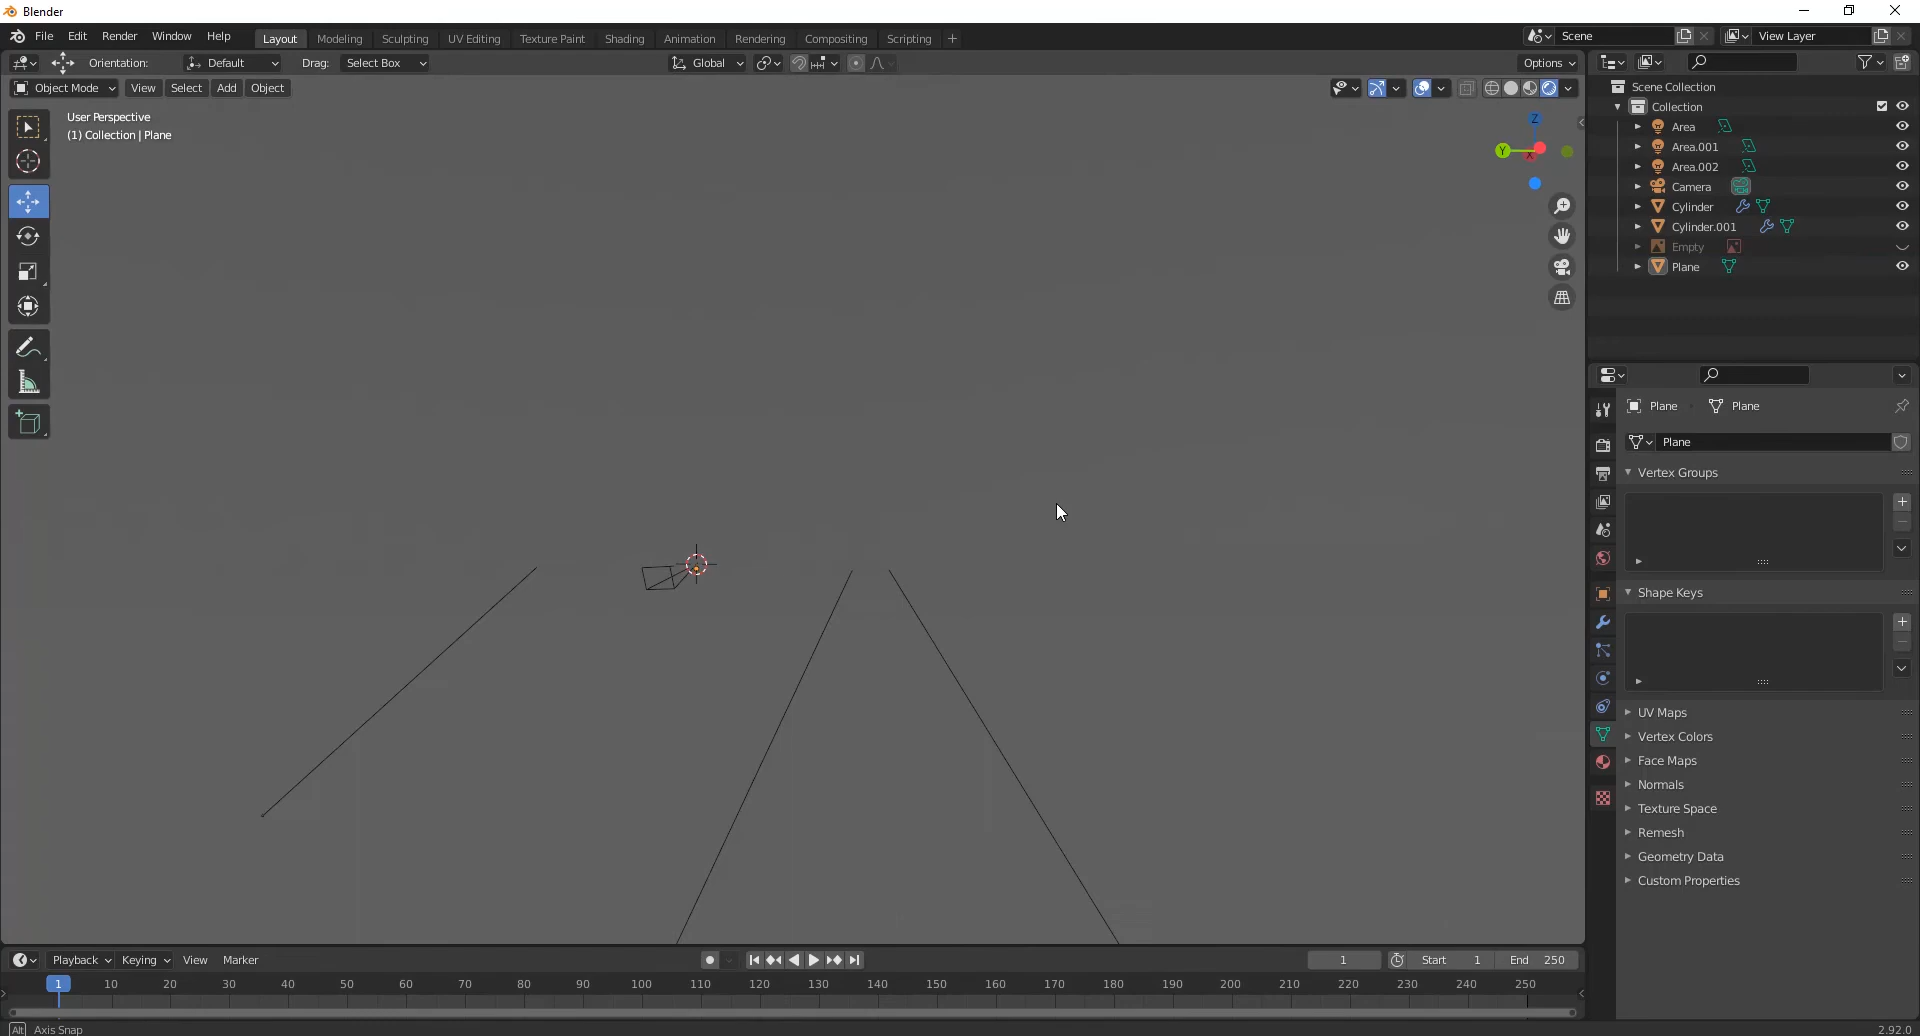 Blender
File Edit Render Window Help Layout Modeling Sculpting UV Editing Texture Paint Shading Animation Rendering Compositing Scripting + Scene View Layer
Orientation: Default Drag: Select Box Global Options
Object Mode View Select Add Object
User Perspective
(1) Collection | Plane
Z
Y
X
Scene Collection
Collection
Area
Area.001
Area.002
Camera
Cylinder
Cylinder.001
Empty
Plane
Plane Plane
Plane
Vertex Groups
Shape Keys
UV Maps
Vertex Colors
Face Maps
Normals
Texture Space
Remesh
Geometry Data
Custom Properties
Playback Keying View Marker 1 Start 1 End 250
1 10 20 30 40 50 60 70 80 90 100 110 120 130 140 150 160 170 180 190 200 210 220 230 240 250
Alt Axis Snap 2.92.0